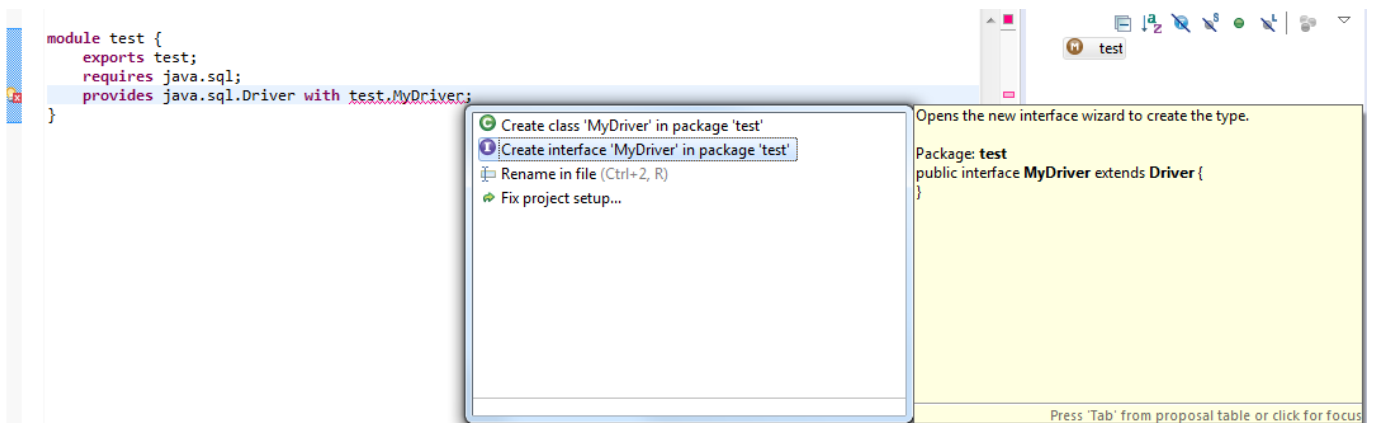 module test {
exports test;
requires java.sql;
provides java.sql.Driver with test.MyDriver;
}
test
Create class 'MyDriver' in package 'test'
Create interface 'MyDriver' in package 'test'
Rename in file (Ctrl+2, R)
Fix project setup...
Opens the new interface wizard to create the type.
Package: test
public interface MyDriver extends Driver {
}
Press 'Tab' from proposal table or click for focus